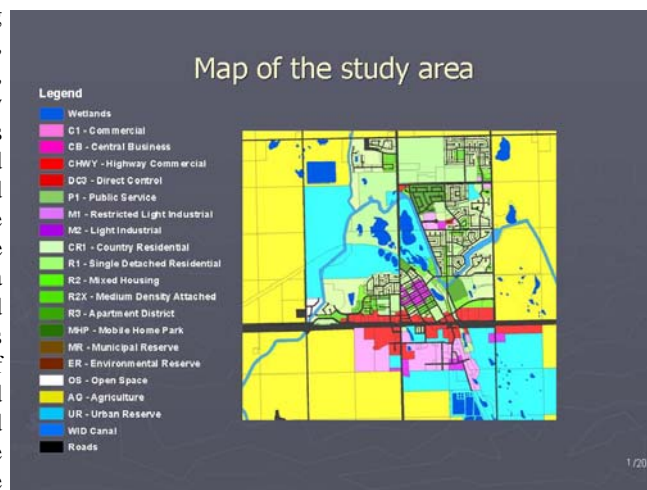 Map of the study area
Legend
Wetlands
C1 - Commercial
CB - Central Business
CHWY - Highway Commercial
DC3 - Direct Control
P1 - Public Service
M1 - Restricted Light Industrial
M2 - Light Industrial
CR1 - Country Residential
R1 - Single Detached Residential
R2 - Mixed Housing
R2X - Medium Density Attached
R3 - Apartment District
MHP - Mobile Home Park
MR - Municipal Reserve
ER - Environmental Reserve
OS - Open Space
AG - Agriculture
UR - Urban Reserve
WID Canal
Roads
1/20